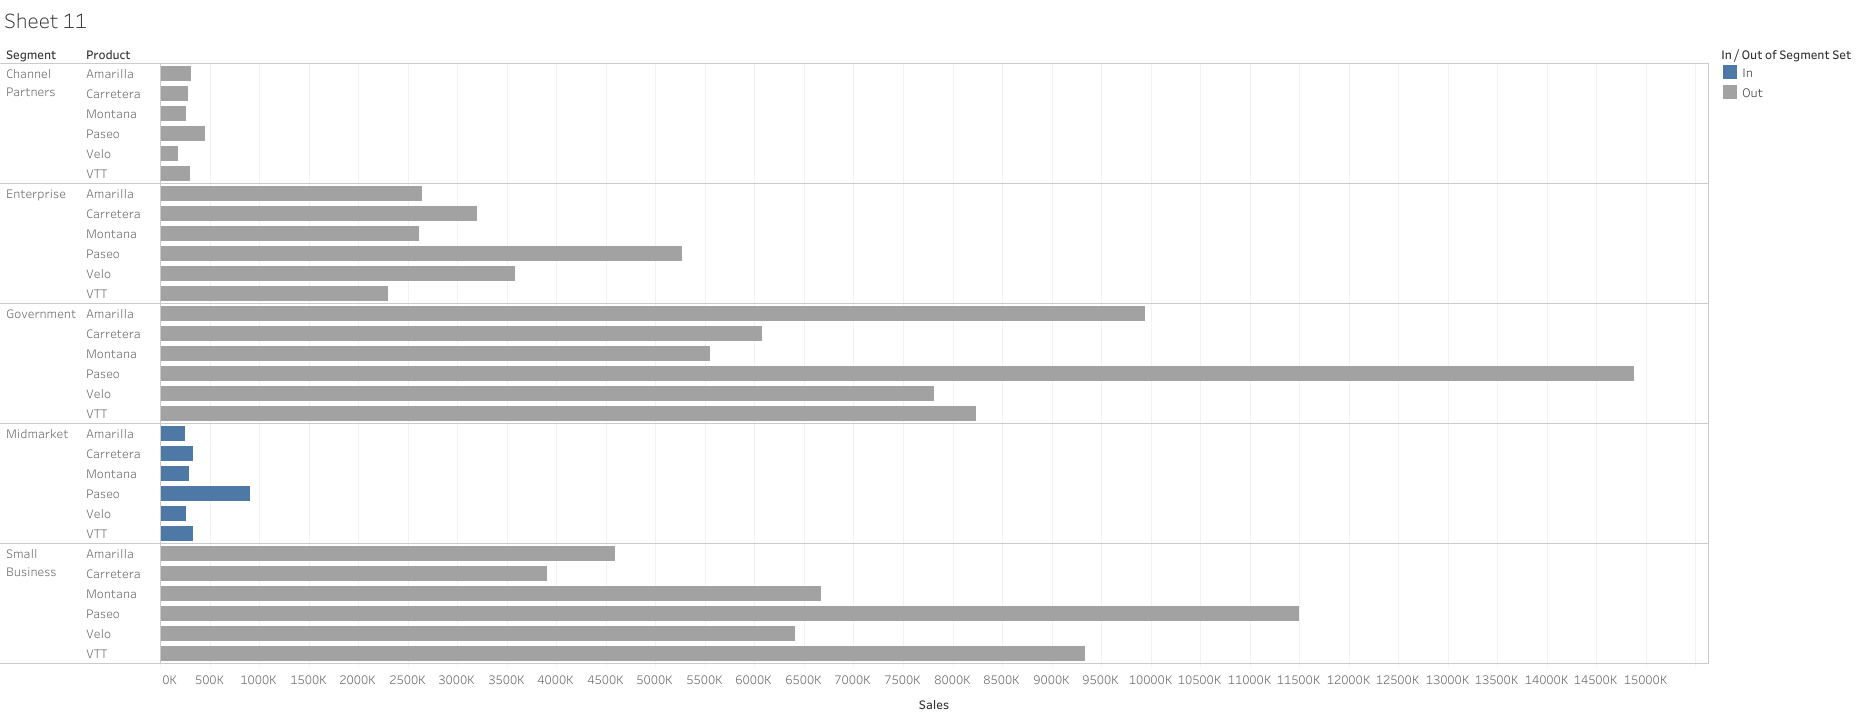 Sheet 11
Segment Product
In / Out of Segment Set
In
Out
Channel Partners
Amarilla
Carretera
Montana
Paseo
Velo
VTT
Enterprise
Amarilla
Carretera
Montana
Paseo
Velo
VTT
Government
Amarilla
Carretera
Montana
Paseo
Velo
VTT
Midmarket
Amarilla
Carretera
Montana
Paseo
Velo
VTT
Small Business
Amarilla
Carretera
Montana
Paseo
Velo
VTT
0K 500K 1000K 1500K 2000K 2500K 3000K 3500K 4000K 4500K 5000K 5500K 6000K 6500K 7000K 7500K 8000K 8500K 9000K 9500K 10000K 10500K 11000K 11500K 12000K 12500K 13000K 13500K 14000K 14500K 15000K
Sales